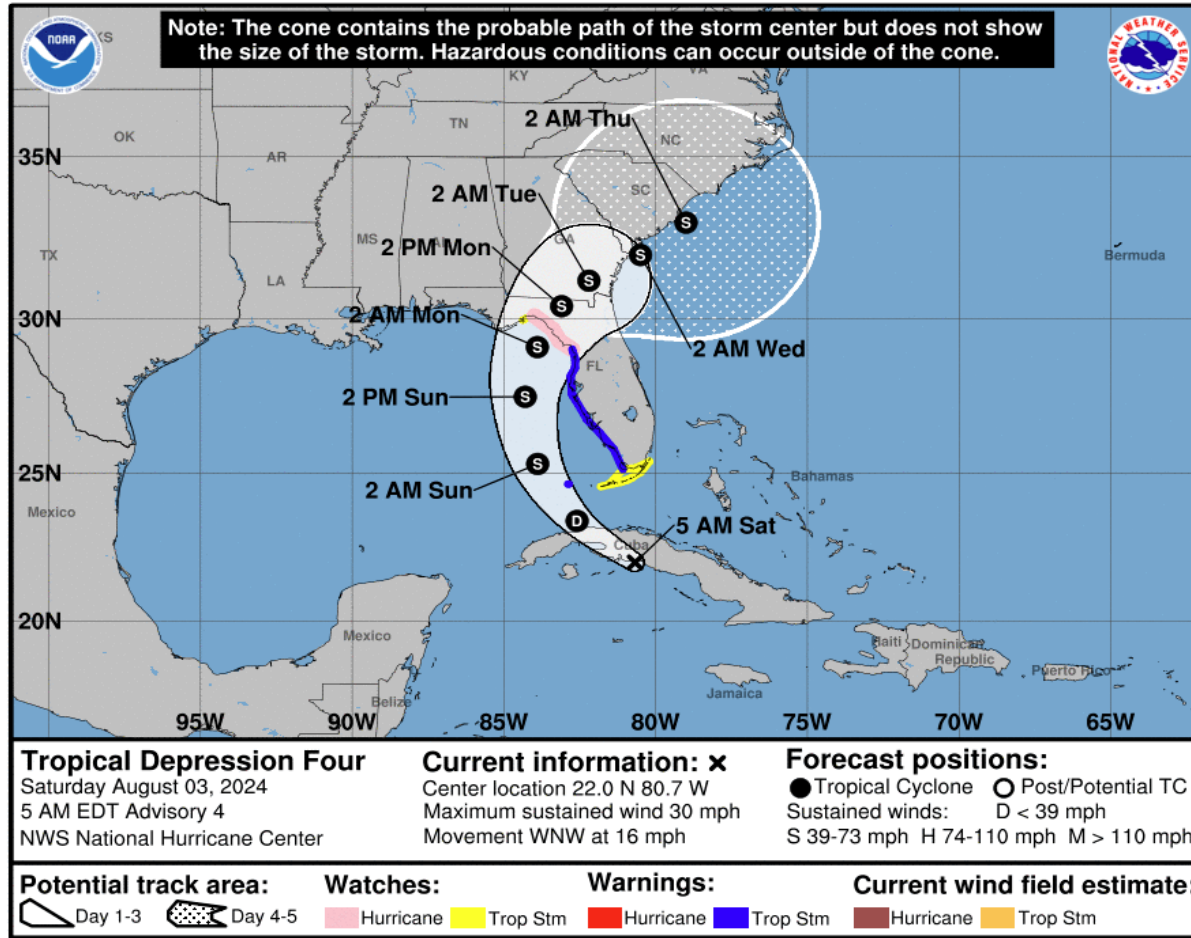 Note: The cone contains the probable path of the storm center but does not show
the size of the storm. Hazardous conditions can occur outside of the cone.
NOAA
NATIONAL WEATHER SERVICE
KS
KY
VA
OK
TN
NC
AR
SC
MS
AL
GA
TX
LA
FL
2 AM Thu
2 AM Tue
2 PM Mon
2 AM Mon
2 AM Wed
2 PM Sun
2 AM Sun
5 AM Sat
S
S
S
S
S
S
S
D
35N
30N
25N
20N
Bermuda
Bahamas
Mexico
Cuba
Mexico
Belize
Haiti
Dominican
Republic
Puerto Rico
Jamaica
95W
90W
85W
80W
75W
70W
65W
Tropical Depression Four
Saturday August 03, 2024
5 AM EDT Advisory 4
NWS National Hurricane Center
Current information: ×
Center location 22.0 N 80.7 W
Maximum sustained wind 30 mph
Movement WNW at 16 mph
Forecast positions:
Tropical Cyclone Post/Potential TC
Sustained winds: D < 39 mph
S 39-73 mph H 74-110 mph M > 110 mph
Potential track area:
Day 1-3 Day 4-5
Watches:
Hurricane Trop Stm
Warnings:
Hurricane Trop Stm
Current wind field estimate:
Hurricane Trop Stm